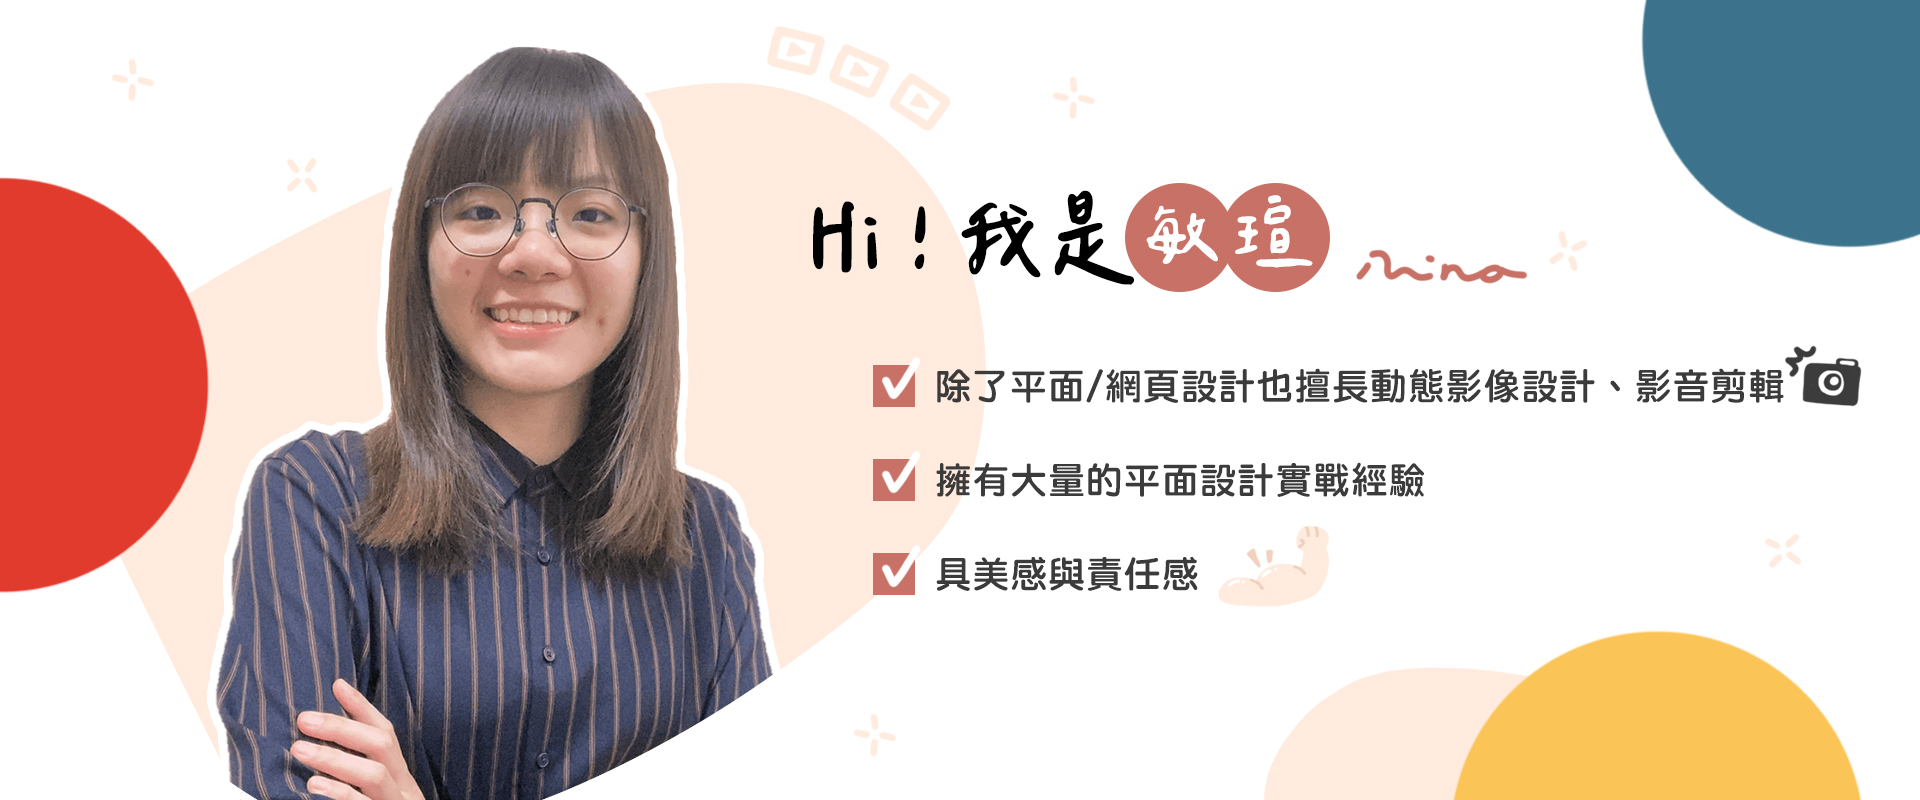 Hi！我是敏瑄 mina
除了平面/網頁設計也擅長動態影像設計、影音剪輯
擁有大量的平面設計實戰經驗
具美感與責任感